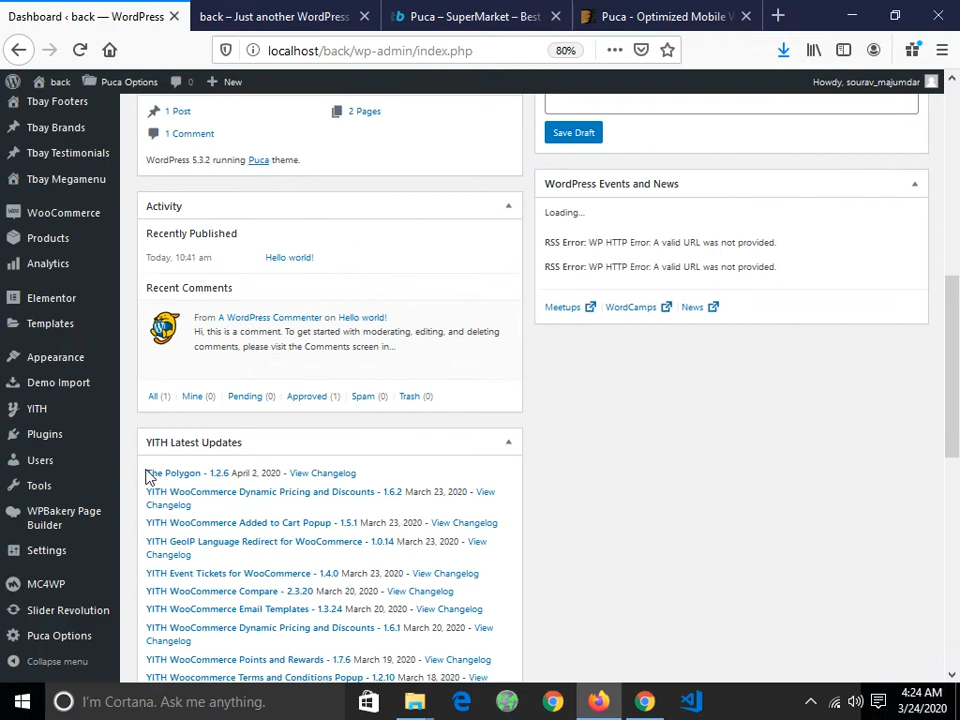 Dashboard ‹ back — WordPress
back – Just another WordPress
Puca – SuperMarket – Best
Puca - Optimized Mobile W
localhost/back/wp-admin/index.php
80%
back
Puca Options
0
New
Howdy, sourav_majumdar
Tbay Footers
Tbay Brands
Tbay Testimonials
Tbay Megamenu
WooCommerce
Products
Analytics
Elementor
Templates
Appearance
Demo Import
YITH
Plugins
Users
Tools
WPBakery Page
Builder
Settings
MC4WP
Slider Revolution
Puca Options
Collapse menu
1 Post
2 Pages
1 Comment
WordPress 5.3.2 running Puca theme.
Activity
Recently Published
Today, 10:41 am
Hello world!
Recent Comments
From A WordPress Commenter on Hello world!
Hi, this is a comment. To get started with moderating, editing, and deleting
comments, please visit the Comments screen in...
All (1) | Mine (0) | Pending (0) | Approved (1) | Spam (0) | Trash (0)
YITH Latest Updates
The Polygon - 1.2.6 April 2, 2020 - View Changelog
YITH WooCommerce Dynamic Pricing and Discounts - 1.6.2 March 23, 2020 - View
Changelog
YITH WooCommerce Added to Cart Popup - 1.5.1 March 23, 2020 - View Changelog
YITH GeoIP Language Redirect for WooCommerce - 1.0.14 March 23, 2020 - View
Changelog
YITH Event Tickets for WooCommerce - 1.4.0 March 23, 2020 - View Changelog
YITH WooCommerce Compare - 2.3.20 March 20, 2020 - View Changelog
YITH WooCommerce Email Templates - 1.3.24 March 20, 2020 - View Changelog
YITH WooCommerce Dynamic Pricing and Discounts - 1.6.1 March 20, 2020 - View
Changelog
YITH WooCommerce Points and Rewards - 1.7.6 March 19, 2020 - View Changelog
YITH Woocommerce Terms and Conditions Popup - 1.2.10 March 18, 2020 - View
Save Draft
WordPress Events and News
Loading...
RSS Error: WP HTTP Error: A valid URL was not provided.
RSS Error: WP HTTP Error: A valid URL was not provided.
Meetups | WordCamps | News
I'm Cortana. Ask me anything.
4:24 AM
3/24/2020